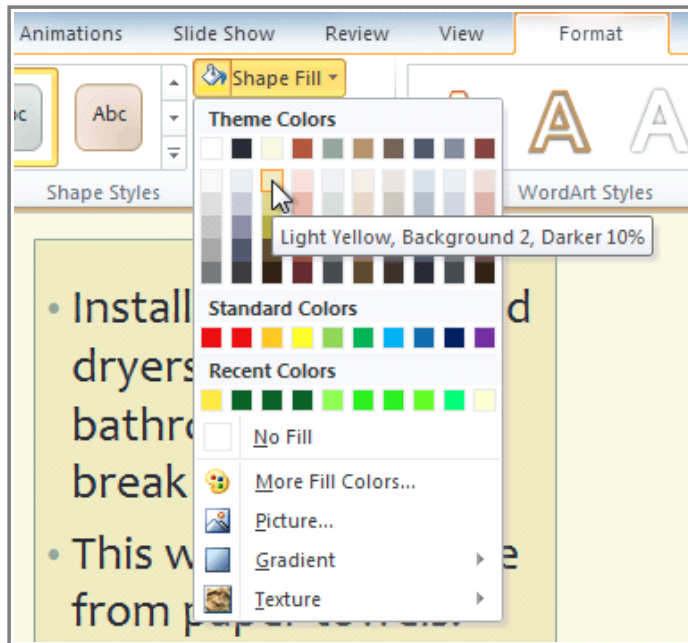 Animations Slide Show Review View Format
Abc Shape Fill
Theme Colors
Shape Styles WordArt Styles
Light Yellow, Background 2, Darker 10%
• Install d
Standard Colors
dryers
Recent Colors
No Fill
break
More Fill Colors...
Picture...
• This w e
Gradient
Texture
from paper towels.